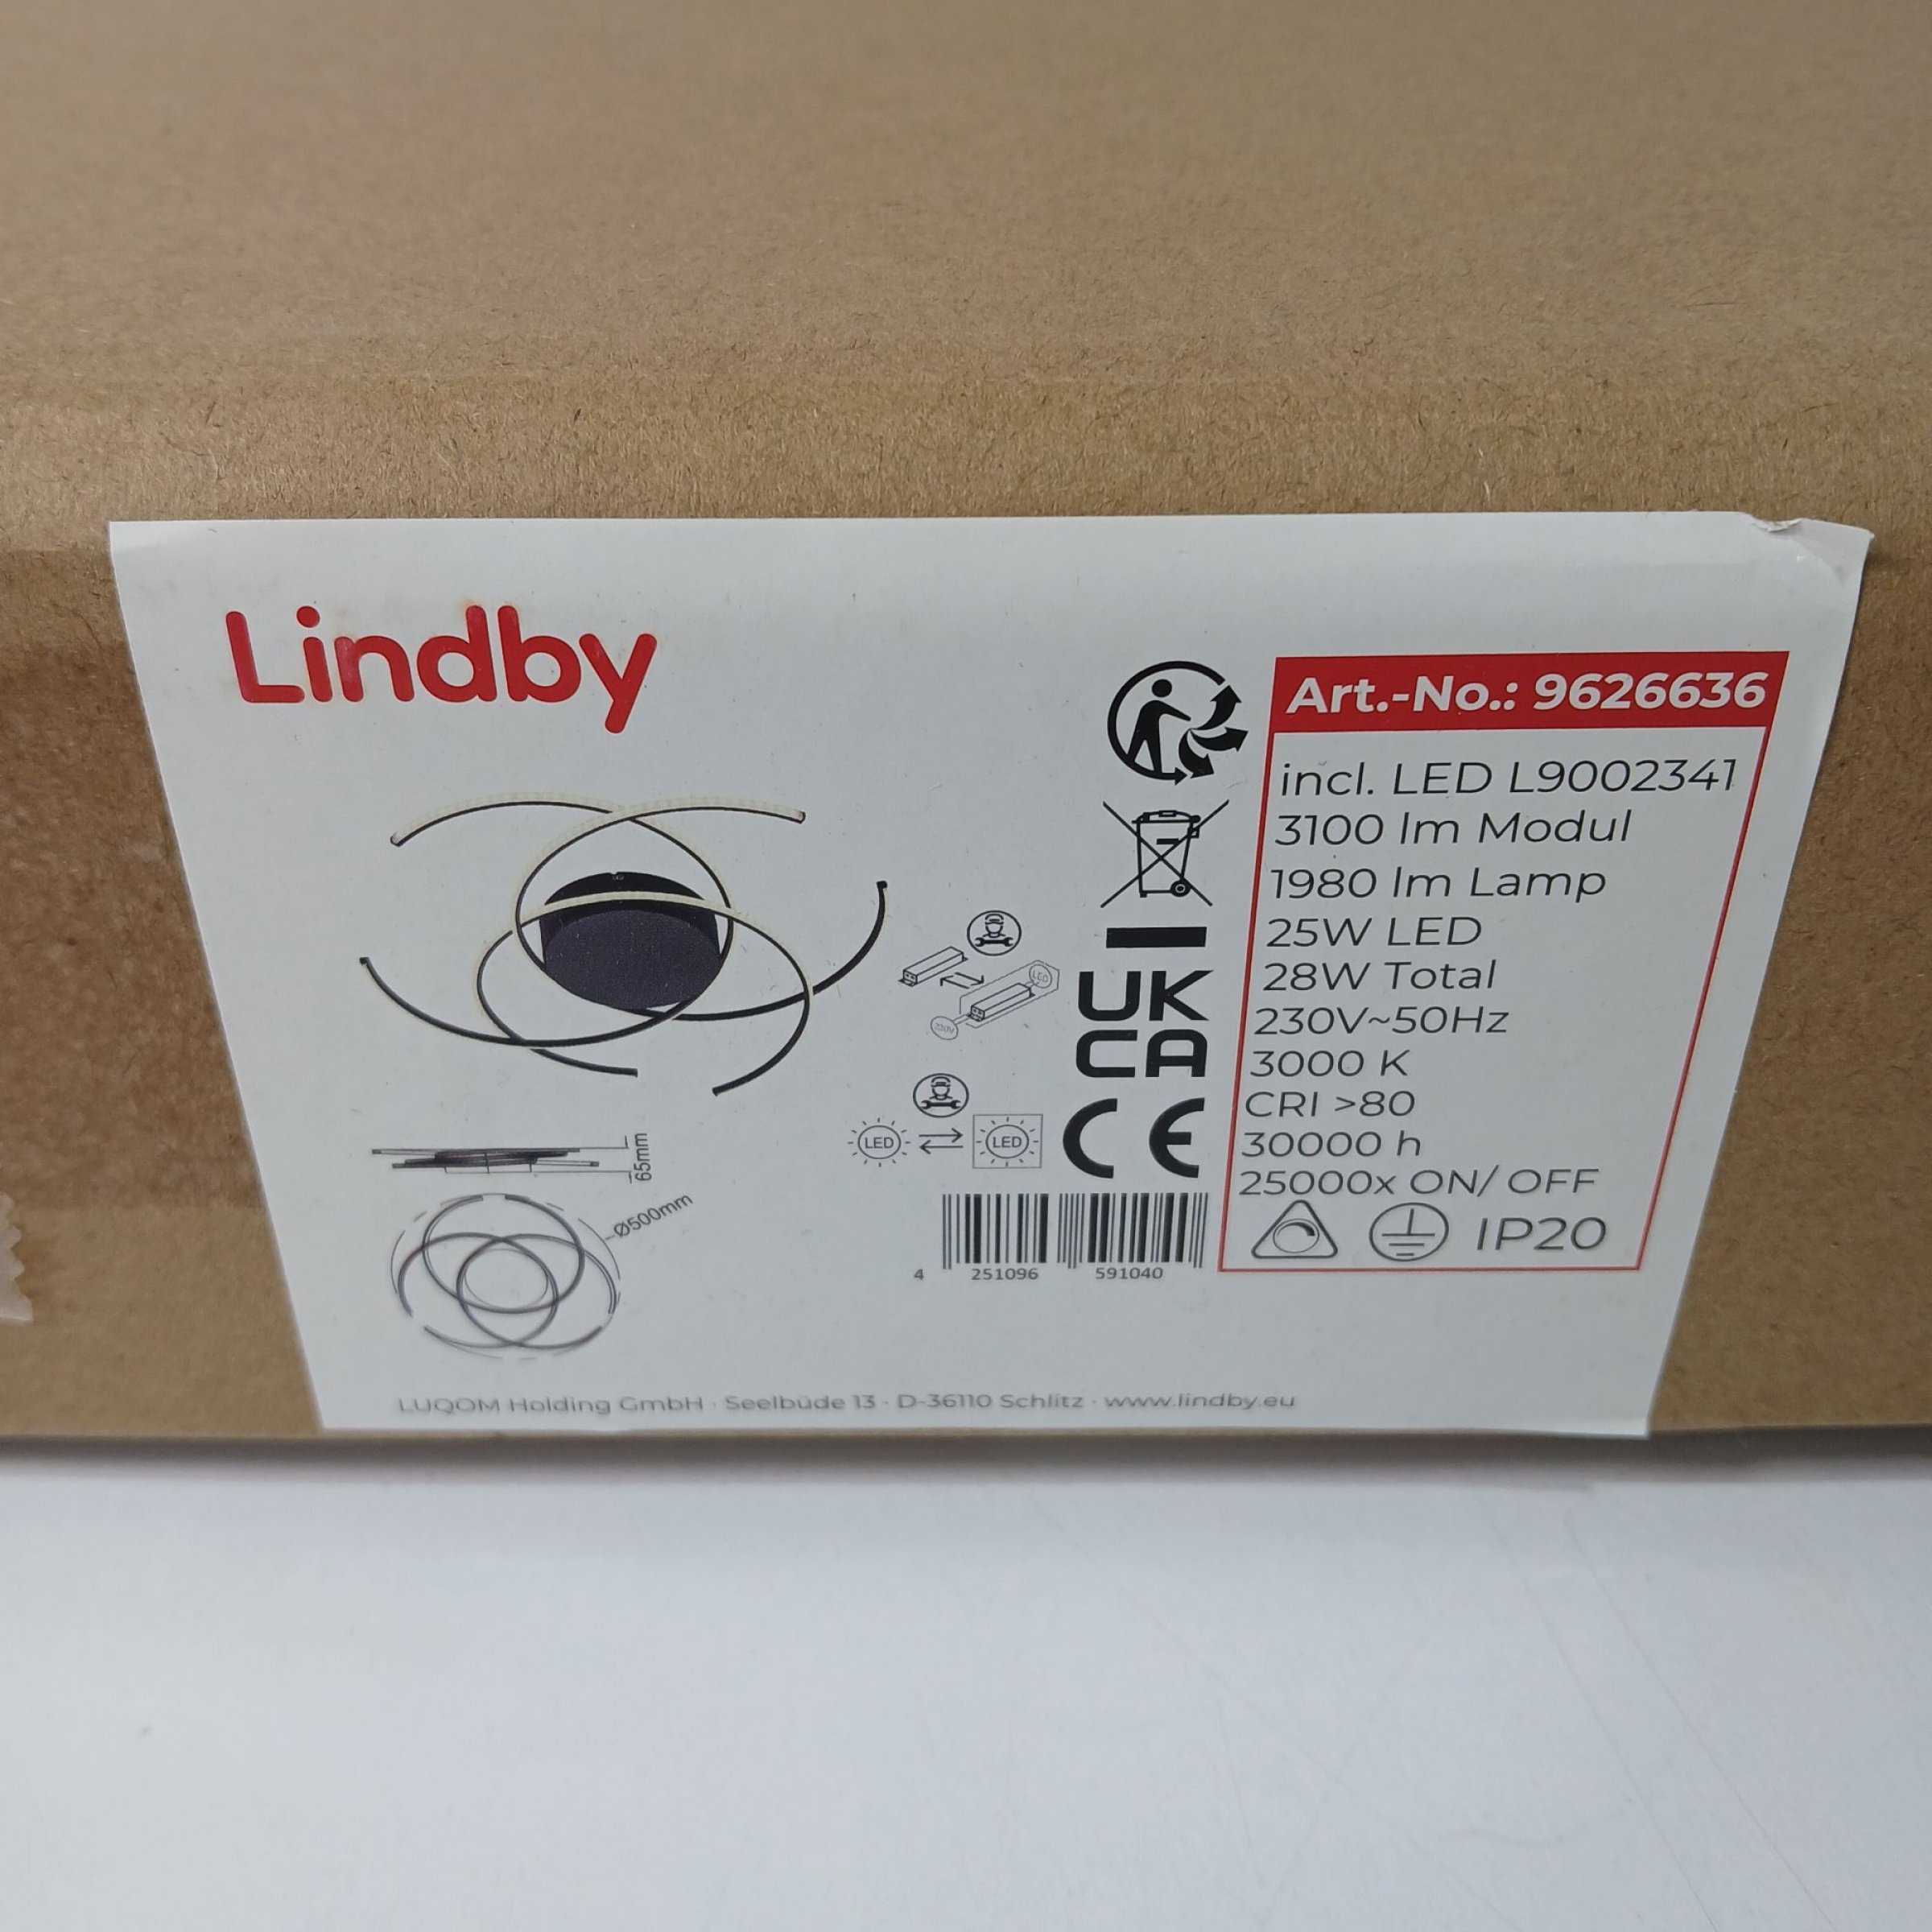 Lindby
Art.-No.: 9626636
incl. LED L9002341
3100 lm Modul
1980 lm Lamp
25W LED
28W Total
230V~50Hz
3000 K
CRI >80
30000 h
25000x ON/ OFF
IP20
LED
230V
UK
CA
CE
LED
LED
65mm
Ø500mm
4 251096 591040
LUQOM Holding GmbH · Seelbüde 13 · D-36110 Schlitz · www.lindby.eu